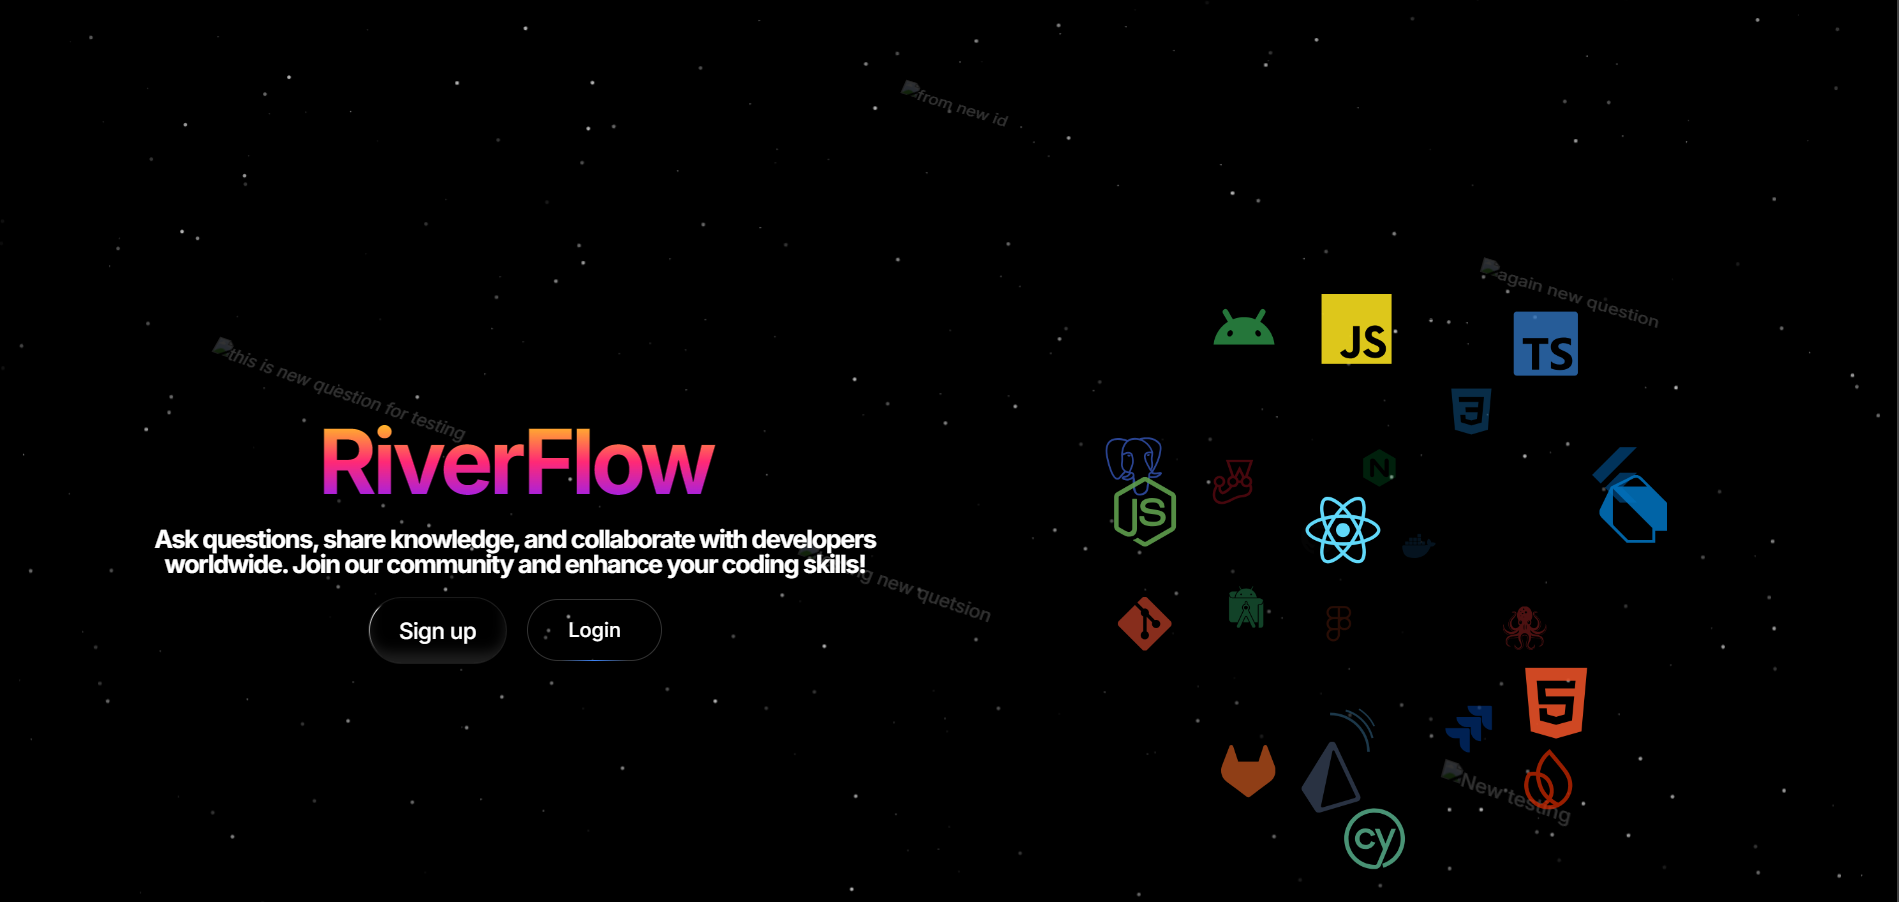 from new id
again new question
this is new question for testing
RiverFlow
Ask questions, share knowledge, and collaborate with developers
worldwide. Join our community and enhance your coding skills!
new quetsion
Sign up
Login
New testing
JS
TS
3
N
JS
5
cy